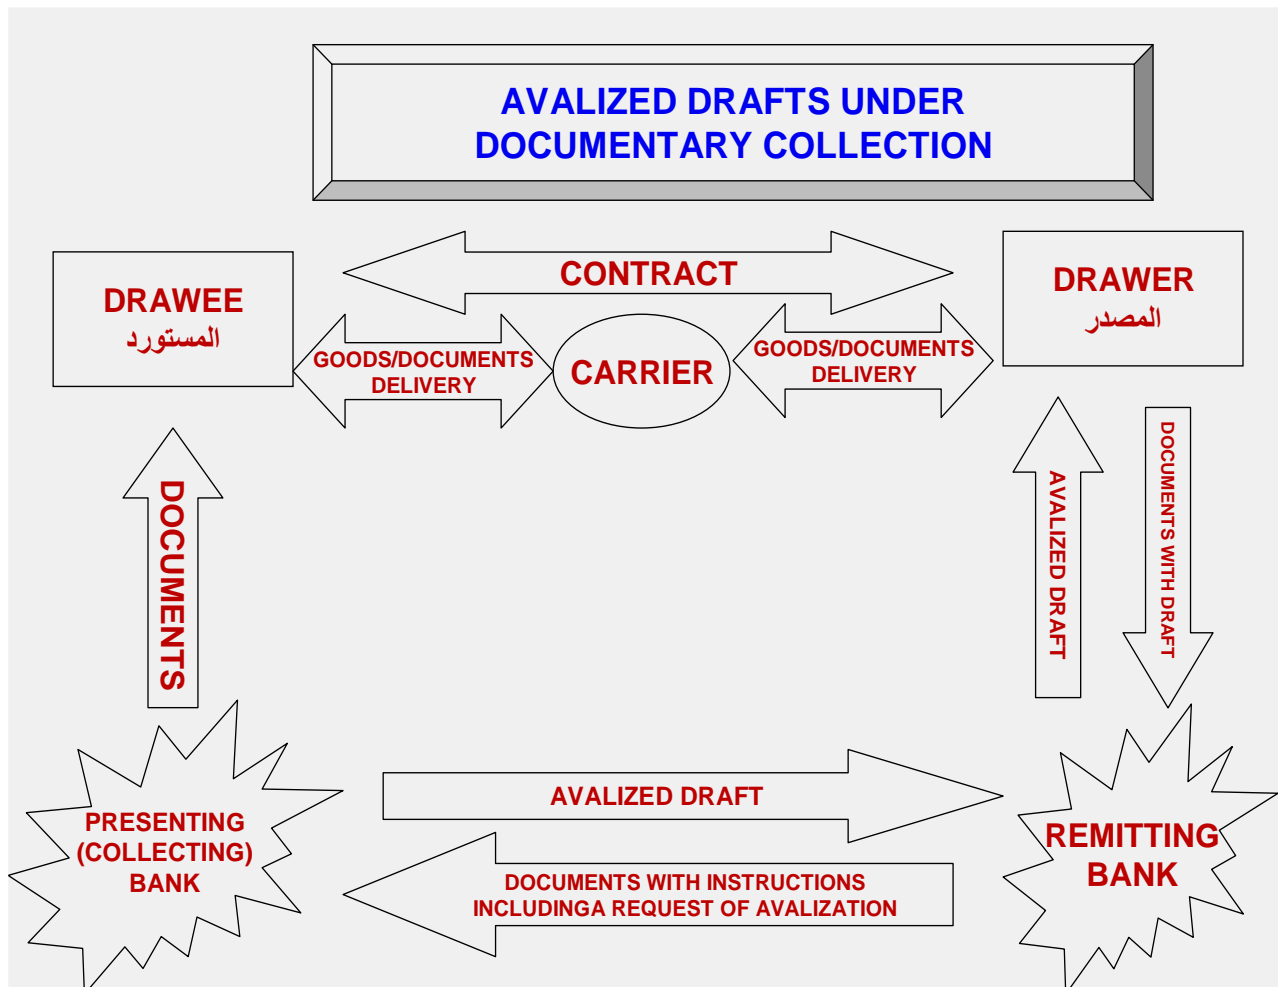 AVALIZED DRAFTS UNDER
DOCUMENTARY COLLECTION
DRAWEE
المستورد
CONTRACT
DRAWER
المصدر
GOODS/DOCUMENTS
DELIVERY
CARRIER
GOODS/DOCUMENTS
DELIVERY
DOCUMENTS
AVALIZED DRAFT
DOCUMENTS WITH DRAFT
PRESENTING
(COLLECTING)
BANK
AVALIZED DRAFT
REMITTING
BANK
DOCUMENTS WITH INSTRUCTIONS
INCLUDINGA REQUEST OF AVALIZATION